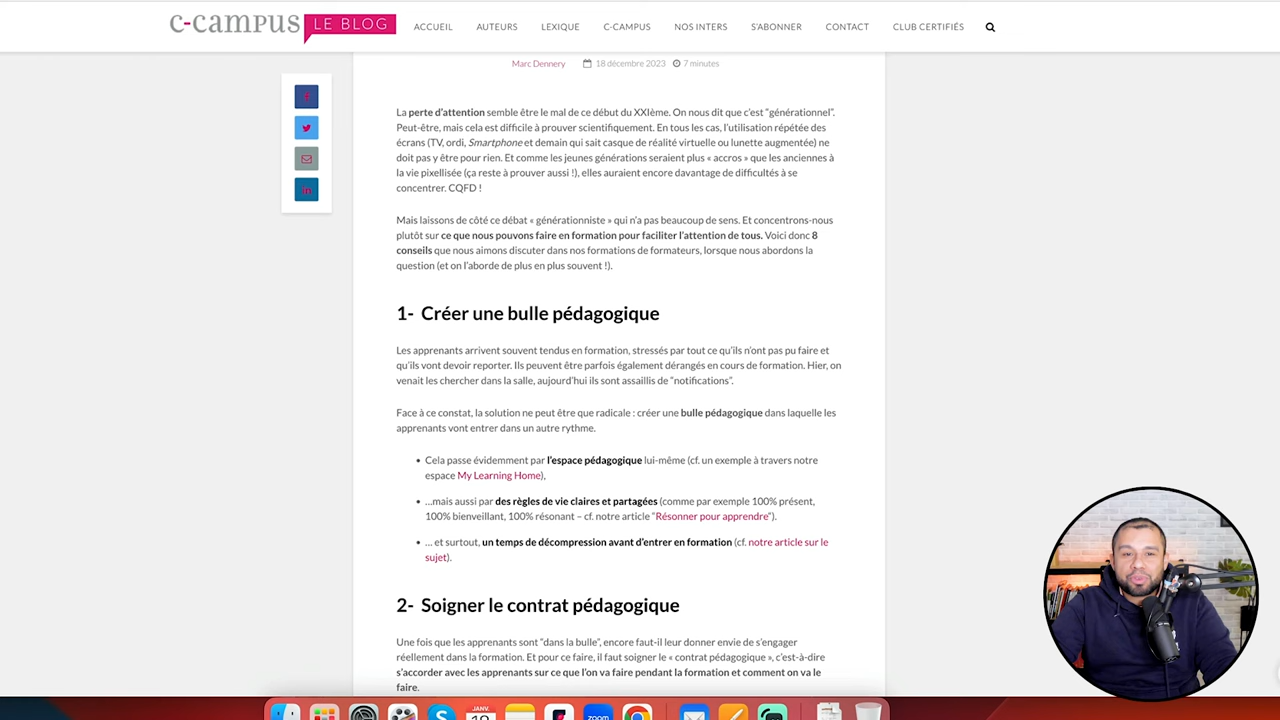 c-campus LE BLOG ACCUEIL AUTEURS LEXIQUE C-CAMPUS NOS INTERS S'ABONNER CONTACT CLUB CERTIFIÉS
Marc Dennery 18 décembre 2023 7 minutes
La perte d'attention semble être le mal de ce début du XXIème. On nous dit que c'est "générationnel".
Peut-être, mais cela est difficile à prouver scientifiquement. En tous les cas, l'utilisation répétée des
écrans (TV, ordi, Smartphone et demain qui sait casque de réalité virtuelle ou lunette augmentée) ne
doit pas y être pour rien. Et comme les jeunes générations seraient plus « accros » que les anciennes à
la vie pixellisée (ça reste à prouver aussi !), elles auraient encore davantage de difficultés à se
concentrer. CQFD !
Mais laissons de côté ce débat « générationniste » qui n'a pas beaucoup de sens. Et concentrons-nous
plutôt sur ce que nous pouvons faire en formation pour faciliter l'attention de tous. Voici donc 8
conseils que nous aimons discuter dans nos formations de formateurs, lorsque nous abordons la
question (et on l'aborde de plus en plus souvent !).
1- Créer une bulle pédagogique
Les apprenants arrivent souvent tendus en formation, stressés par tout ce qu'ils n'ont pas pu faire et
qu'ils vont devoir reporter. Ils peuvent être parfois également dérangés en cours de formation. Hier, on
venait les chercher dans la salle, aujourd'hui ils sont assaillis de "notifications".
Face à ce constat, la solution ne peut être que radicale : créer une bulle pédagogique dans laquelle les
apprenants vont entrer dans un autre rythme.
• Cela passe évidemment par l'espace pédagogique lui-même (cf. un exemple à travers notre
espace My Learning Home),
• …mais aussi par des règles de vie claires et partagées (comme par exemple 100% présent,
100% bienveillant, 100% résonant – cf. notre article "Résonner pour apprendre").
• … et surtout, un temps de décompression avant d'entrer en formation (cf. notre article sur le
sujet).
2- Soigner le contrat pédagogique
Une fois que les apprenants sont "dans la bulle", encore faut-il leur donner envie de s'engager
réellement dans la formation. Et pour ce faire, il faut soigner le « contrat pédagogique », c'est-à-dire
s'accorder avec les apprenants sur ce que l'on va faire pendant la formation et comment on va le
faire.
JANV.
zoom